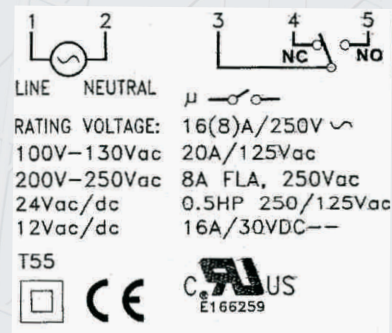 1 2 3 4 5
NC NO
LINE NEUTRAL µ
RATING VOLTAGE: 16(8)A/250V ~
100V-130Vac 20A/125Vac
200V-250Vac 8A FLA, 250Vac
24Vac/dc 0.5HP 250/125Vac
12Vac/dc 16A/30VDC--
T55
CE C RU US
E166259